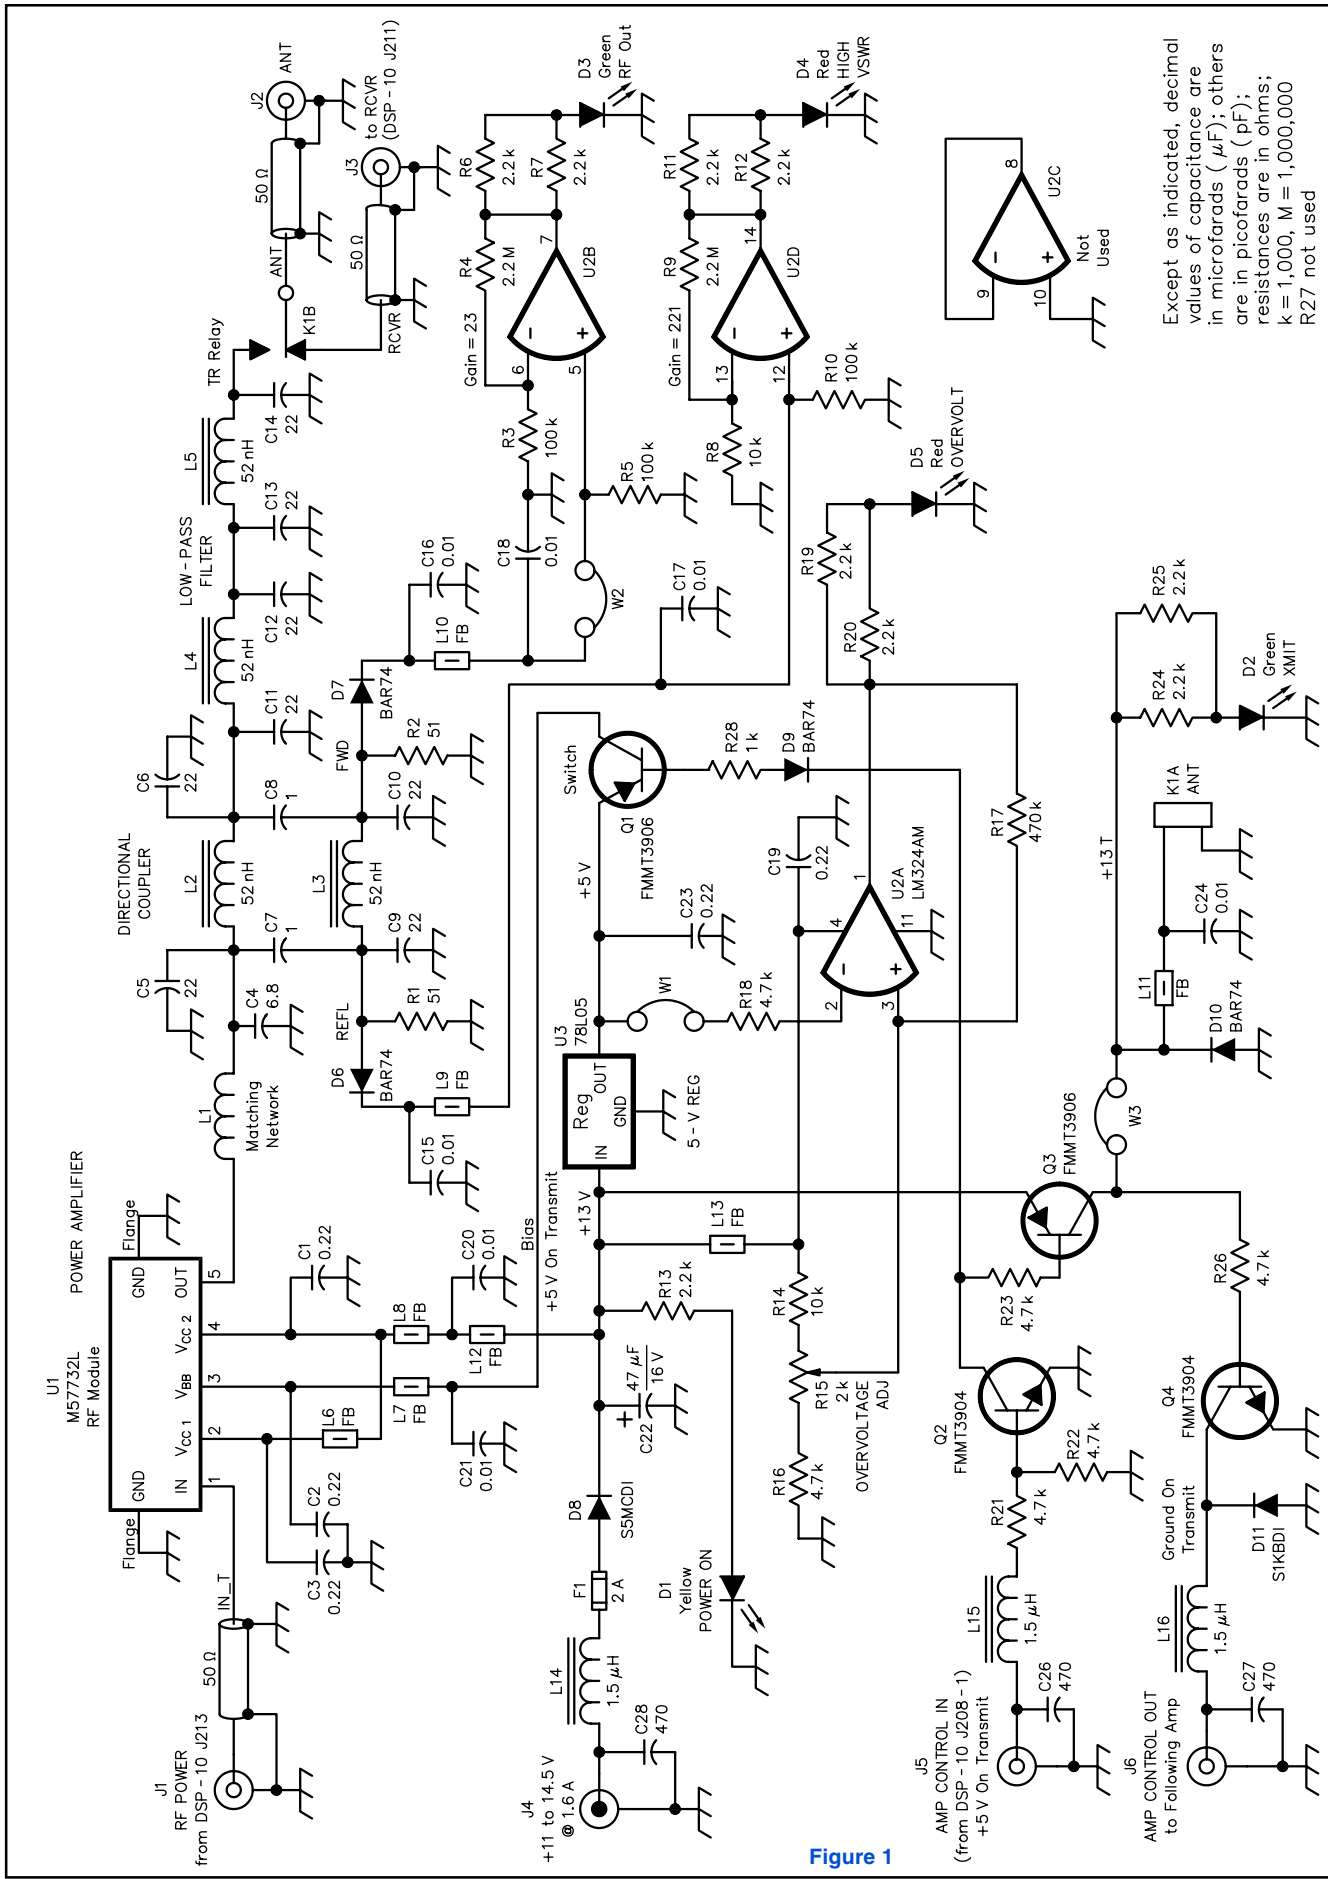 U1
M57732L
RF Module
POWER AMPLIFIER
Flange
Flange
GND
GND
IN
VCC 1
VBB
VCC 2
OUT
1
2
3
4
5
J1
RF POWER
from DSP-10 J213
50 Ω
IN_T
C3
0.22
C2
0.22
L6
FB
L7
FB
L8
FB
C1
0.22
C21
0.01
L12
FB
C20
0.01
Bias
+5 V On Transmit
L1
Matching
Network
C4
6.8
C5
22
DIRECTIONAL
COUPLER
L2
52 nH
C7
1
C8
1
C6
22
L3
52 nH
C9
22
C10
22
REFL
FWD
R1
51
R2
51
D6
BAR74
D7
BAR74
C15
0.01
L9
FB
C16
0.01
L10
FB
C11
22
L4
52 nH
C12
22
LOW-PASS
FILTER
C13
22
L5
52 nH
C14
22
TR Relay
K1B
ANT
RCVR
50 Ω
50 Ω
J2
ANT
J3
to RCVR
(DSP-10 J211)
C18
0.01
W2
R3
100 k
R5
100 k
Gain = 23
R4
2.2 M
6
5
7
U2B
R6
2.2 k
R7
2.2 k
D3
Green
RF Out
C17
0.01
R8
10 k
Gain = 221
R9
2.2 M
13
12
14
U2D
R10
100 k
R11
2.2 k
R12
2.2 k
D4
Red
HIGH
VSWR
9
10
8
U2C
Not
Used
J4
+11 to 14.5 V
@ 1.6 A
C28
470
L14
1.5 μH
F1
2 A
D8
S5MCDI
C22
47 μF
16 V
+
R13
2.2 k
D1
Yellow
POWER ON
+13 V
U3
78L05
Reg
IN
OUT
GND
5-V REG
+5 V
C23
0.22
W1
R18
4.7 k
Q1
FMMT3906
Switch
R28
1 k
D9
BAR74
L13
FB
R14
10 k
R15
2 k
OVERVOLTAGE
ADJ
R16
4.7 k
C19
0.22
2
3
4
11
1
U2A
LM324AM
R17
470 k
R19
2.2 k
R20
2.2 k
D5
Red
OVERVOLT
J5
AMP CONTROL IN
(from DSP-10 J208-1)
+5 V On Transmit
C26
470
L15
1.5 μH
R21
4.7 k
R22
4.7 k
Q2
FMMT3904
R23
4.7 k
Q3
FMMT3906
W3
R26
4.7 k
+13 T
L11
FB
D10
BAR74
C24
0.01
K1A
ANT
R24
2.2 k
R25
2.2 k
D2
Green
XMIT
J6
AMP CONTROL OUT
to Following Amp
C27
470
L16
1.5 μH
Ground On
Transmit
D11
S1KBDI
Q4
FMMT3904
Except as indicated, decimal
values of capacitance are
in microfarads ( μF); others
are in picofarads ( pF);
resistances are in ohms;
k = 1,000, M = 1,000,000
R27 not used
Figure 1